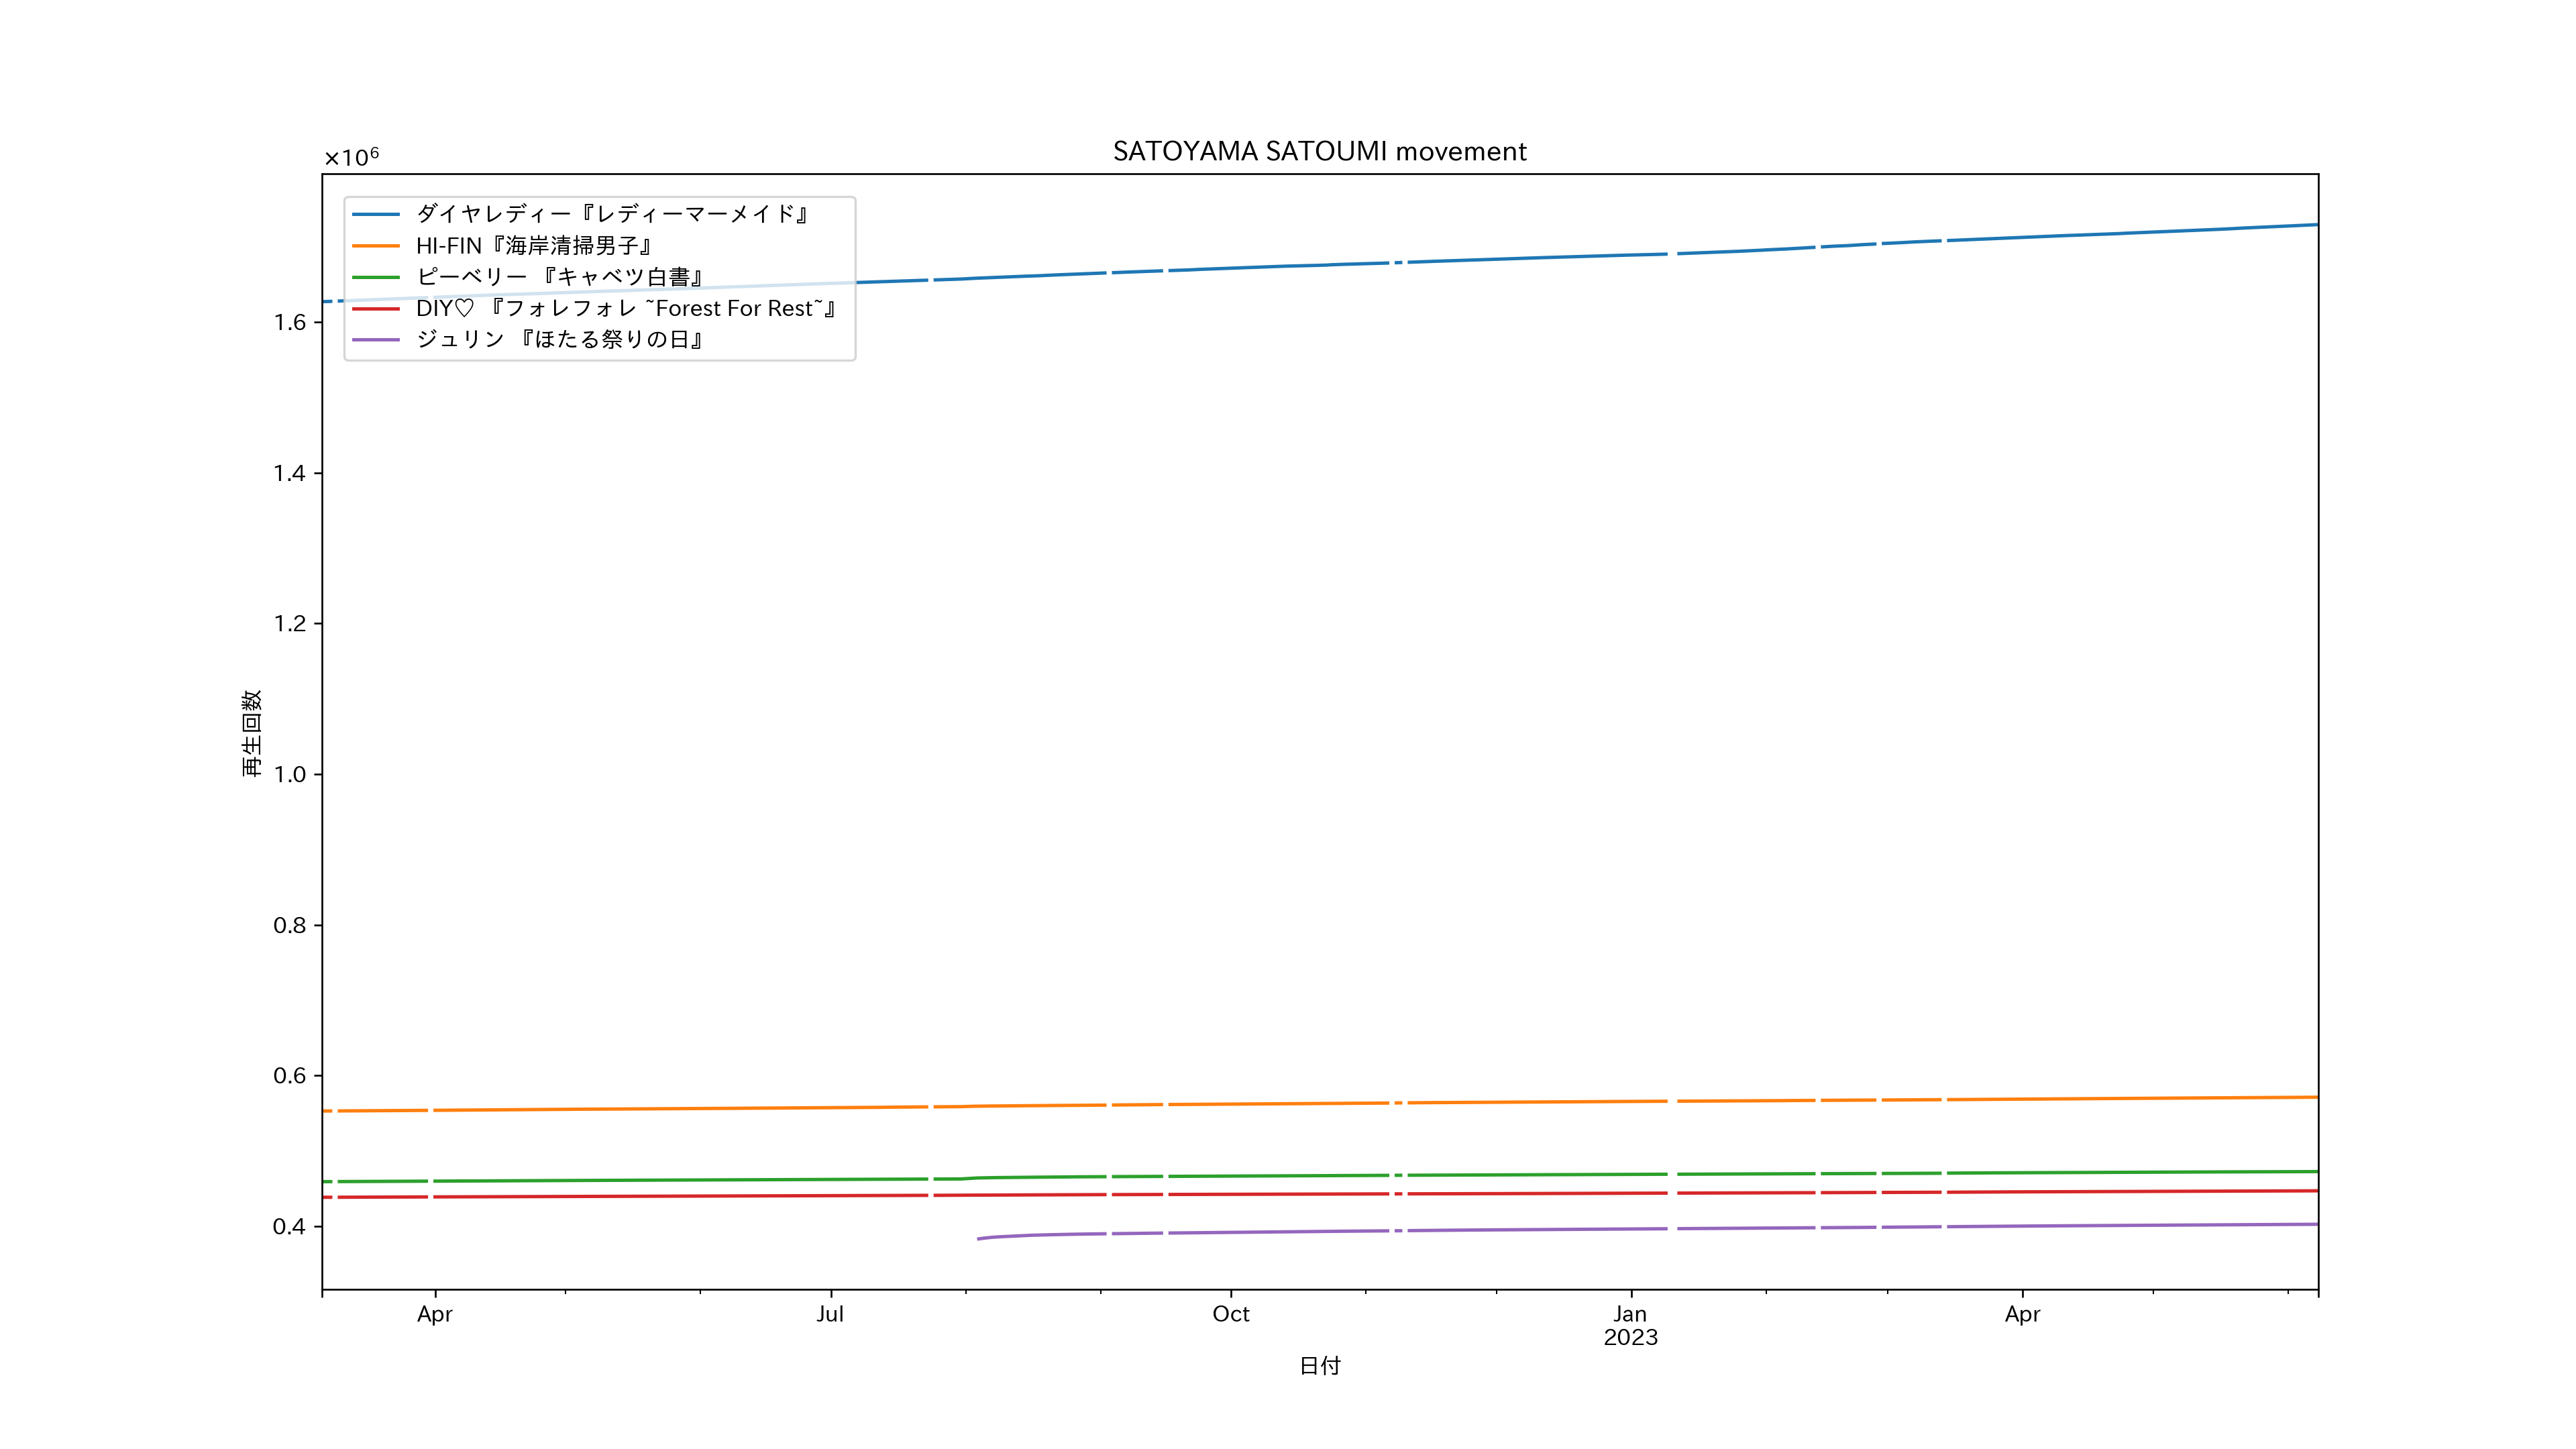 SATOYAMA SATOUMI movement
×10⁶
ダイヤレディー『レディーマーメイド』
HI-FIN『海岸清掃男子』
ピーベリー 『キャベツ白書』
DIY♡ 『フォレフォレ ~Forest For Rest~』
ジュリン 『ほたる祭りの日』
1.6
1.4
1.2
1.0
0.8
0.6
0.4
再生回数
Apr
Jul
Oct
Jan
2023
Apr
日付